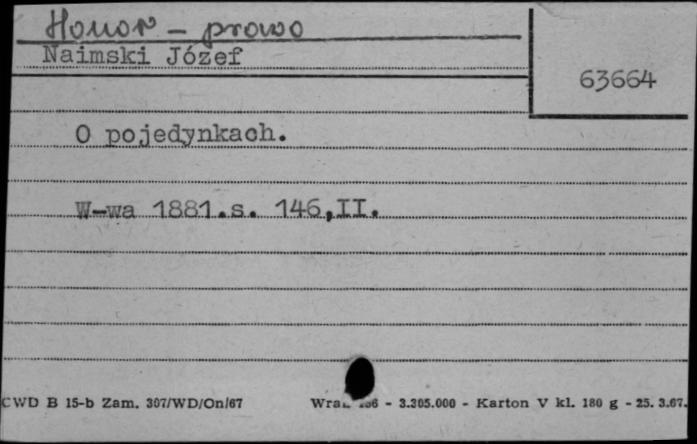 Honor - prawo
Naimski Józef
63664
O pojedynkach.
W-wa 1881.s. 146,II.
CWD B 15-b Zam. 307/WD/On/67
- 3.305.000 - Karton V kl. 180 g - 25. 3.67.